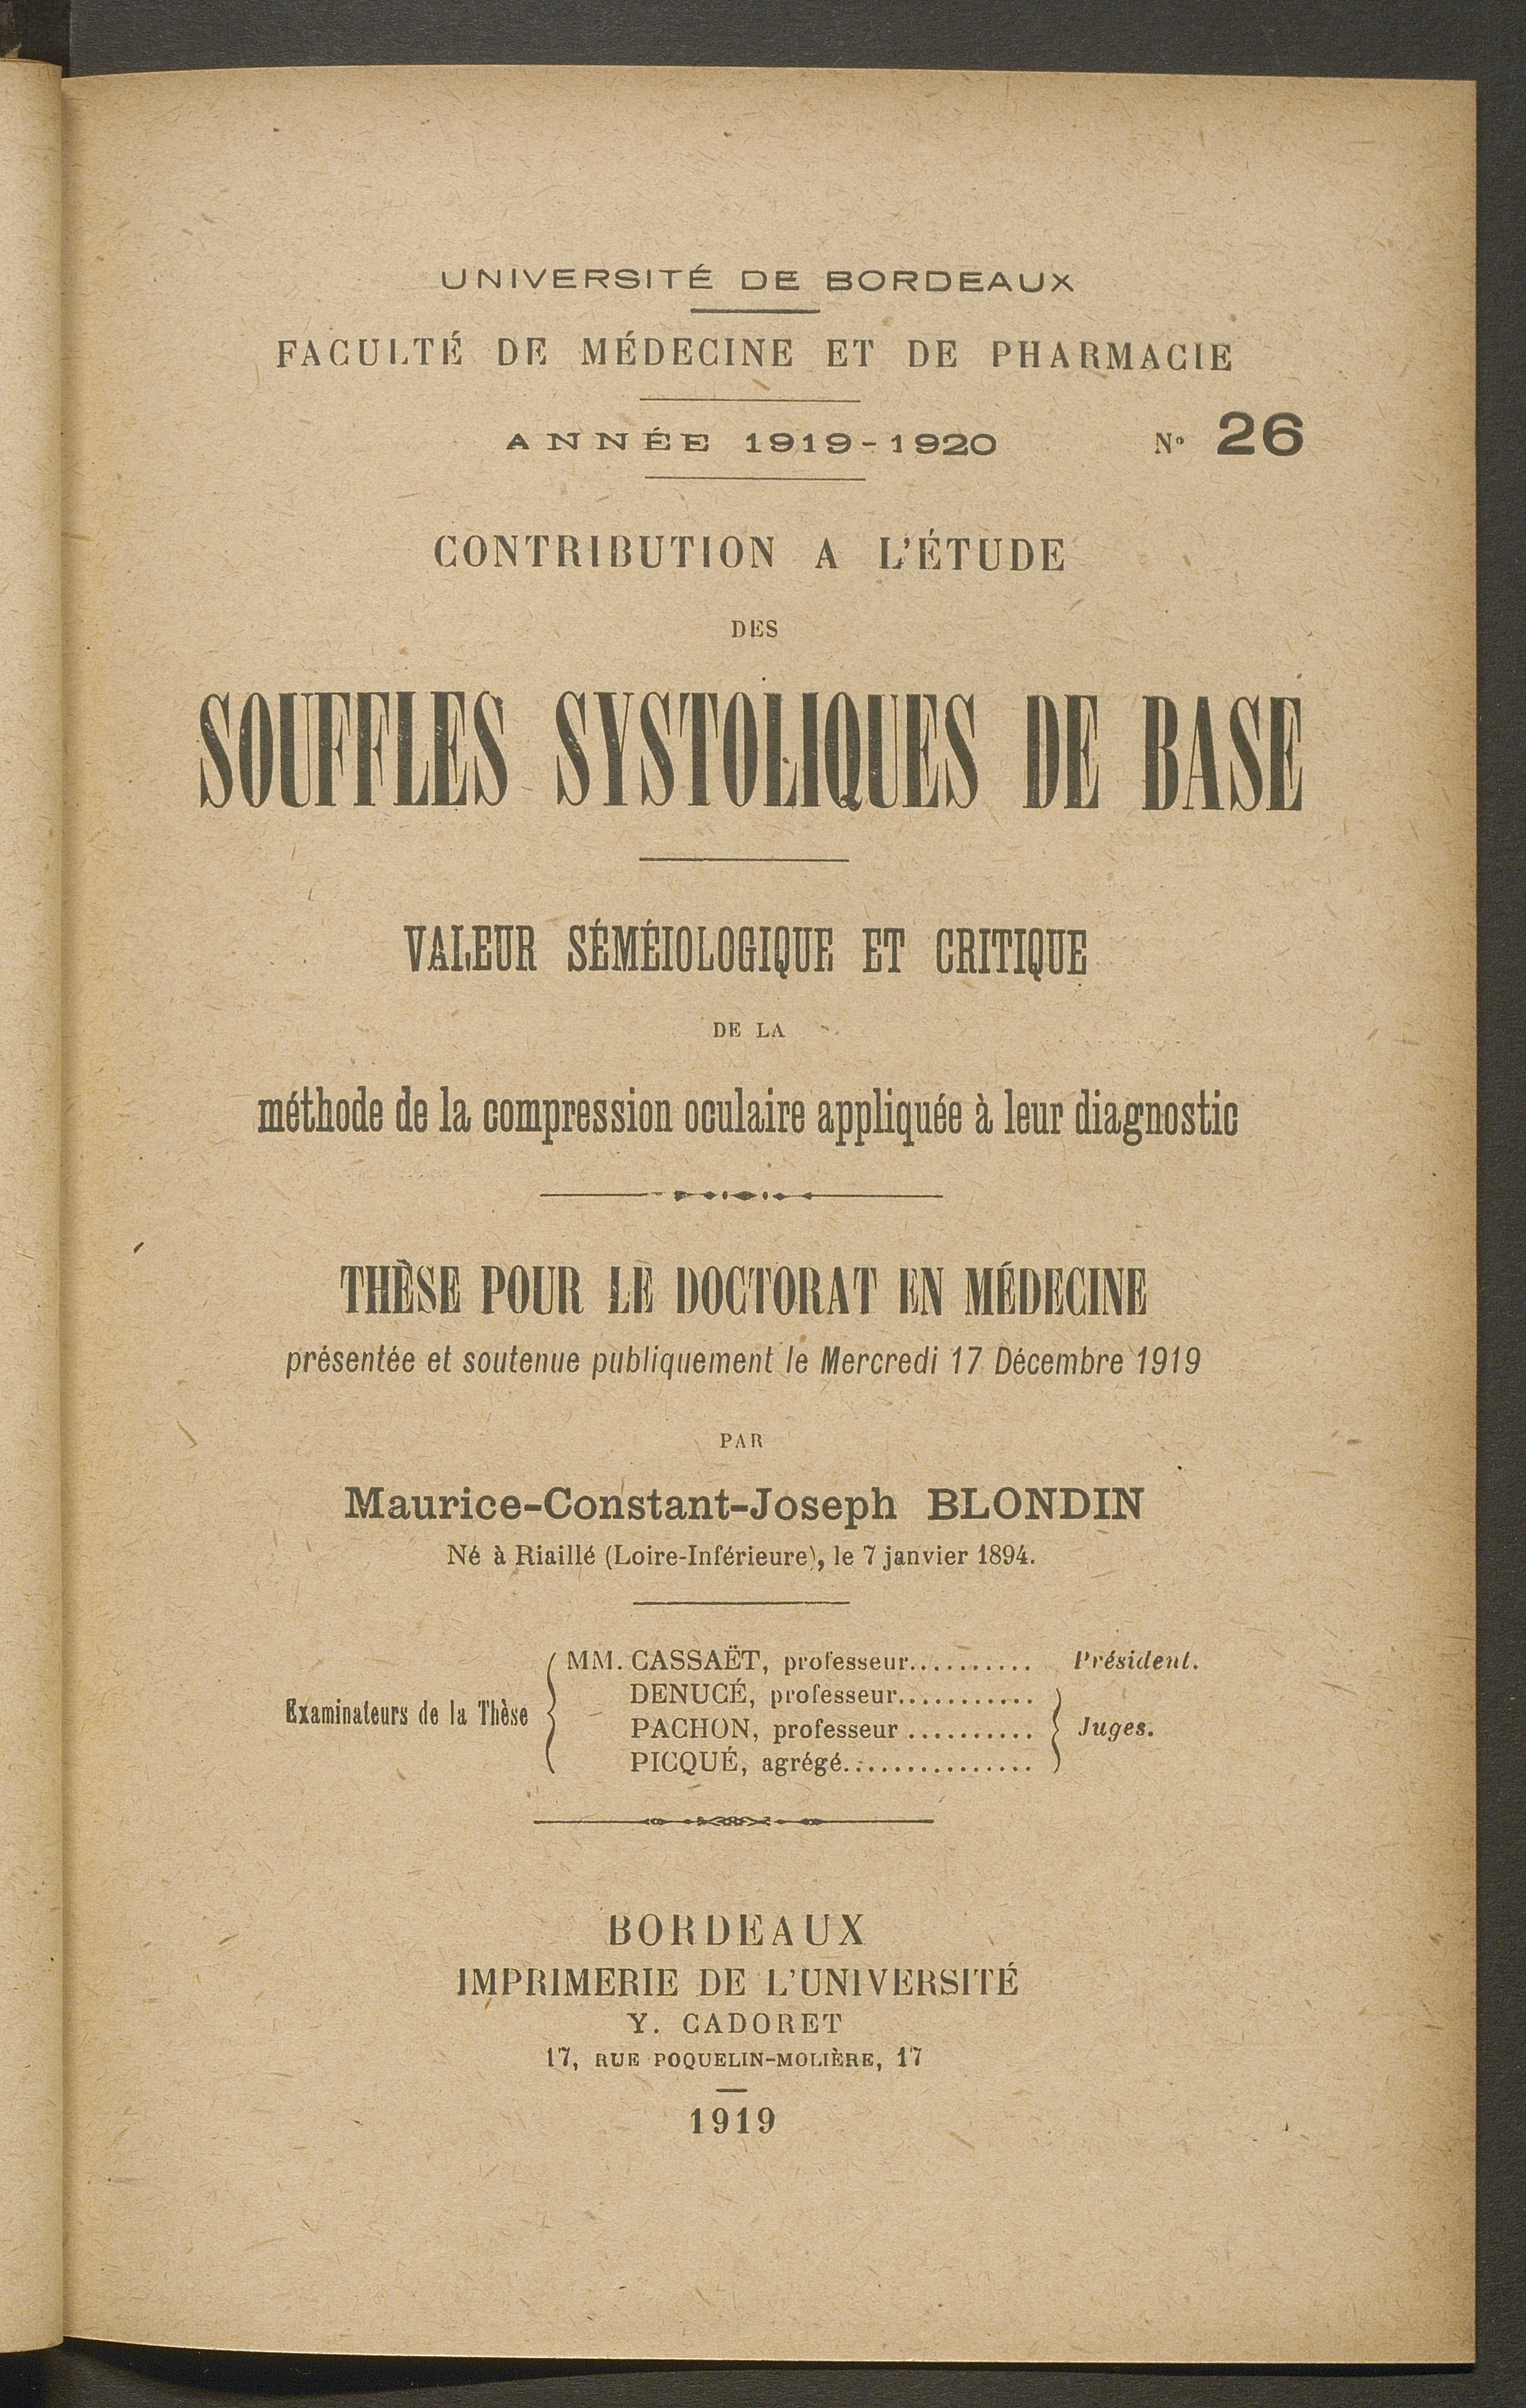 UNIVERSITÉ DE BORDEAUX
FACULTÉ DE MÉDECINE ET DE PHARMACIE
ANNÉE 1919-1920 N° 26
CONTRIBUTION A L'ÉTUDE
DES
SOUFFLES SYSTOLIQUES DE BASE
VALEUR SÉMÉIOLOGIQUE ET CRITIQUE
DE LA
méthode de la compression oculaire appliquée à leur diagnostic
THÈSE POUR LE DOCTORAT EN MÉDECINE
présentée et soutenue publiquement le Mercredi 17 Décembre 1919
PAR
Maurice-Constant-Joseph BLONDIN
Né à Riaillé (Loire-Inférieure), le 7 janvier 1894.
Examinateurs de la Thèse
MM. CASSAËT, professeur.......... Président.
DENUCÉ, professeur...........
PACHON, professeur .......... Juges.
PICQUÉ, agrégé...............
BORDEAUX
IMPRIMERIE DE L'UNIVERSITÉ
Y. CADORET
17, RUE POQUELIN-MOLIÈRE, 17
1919